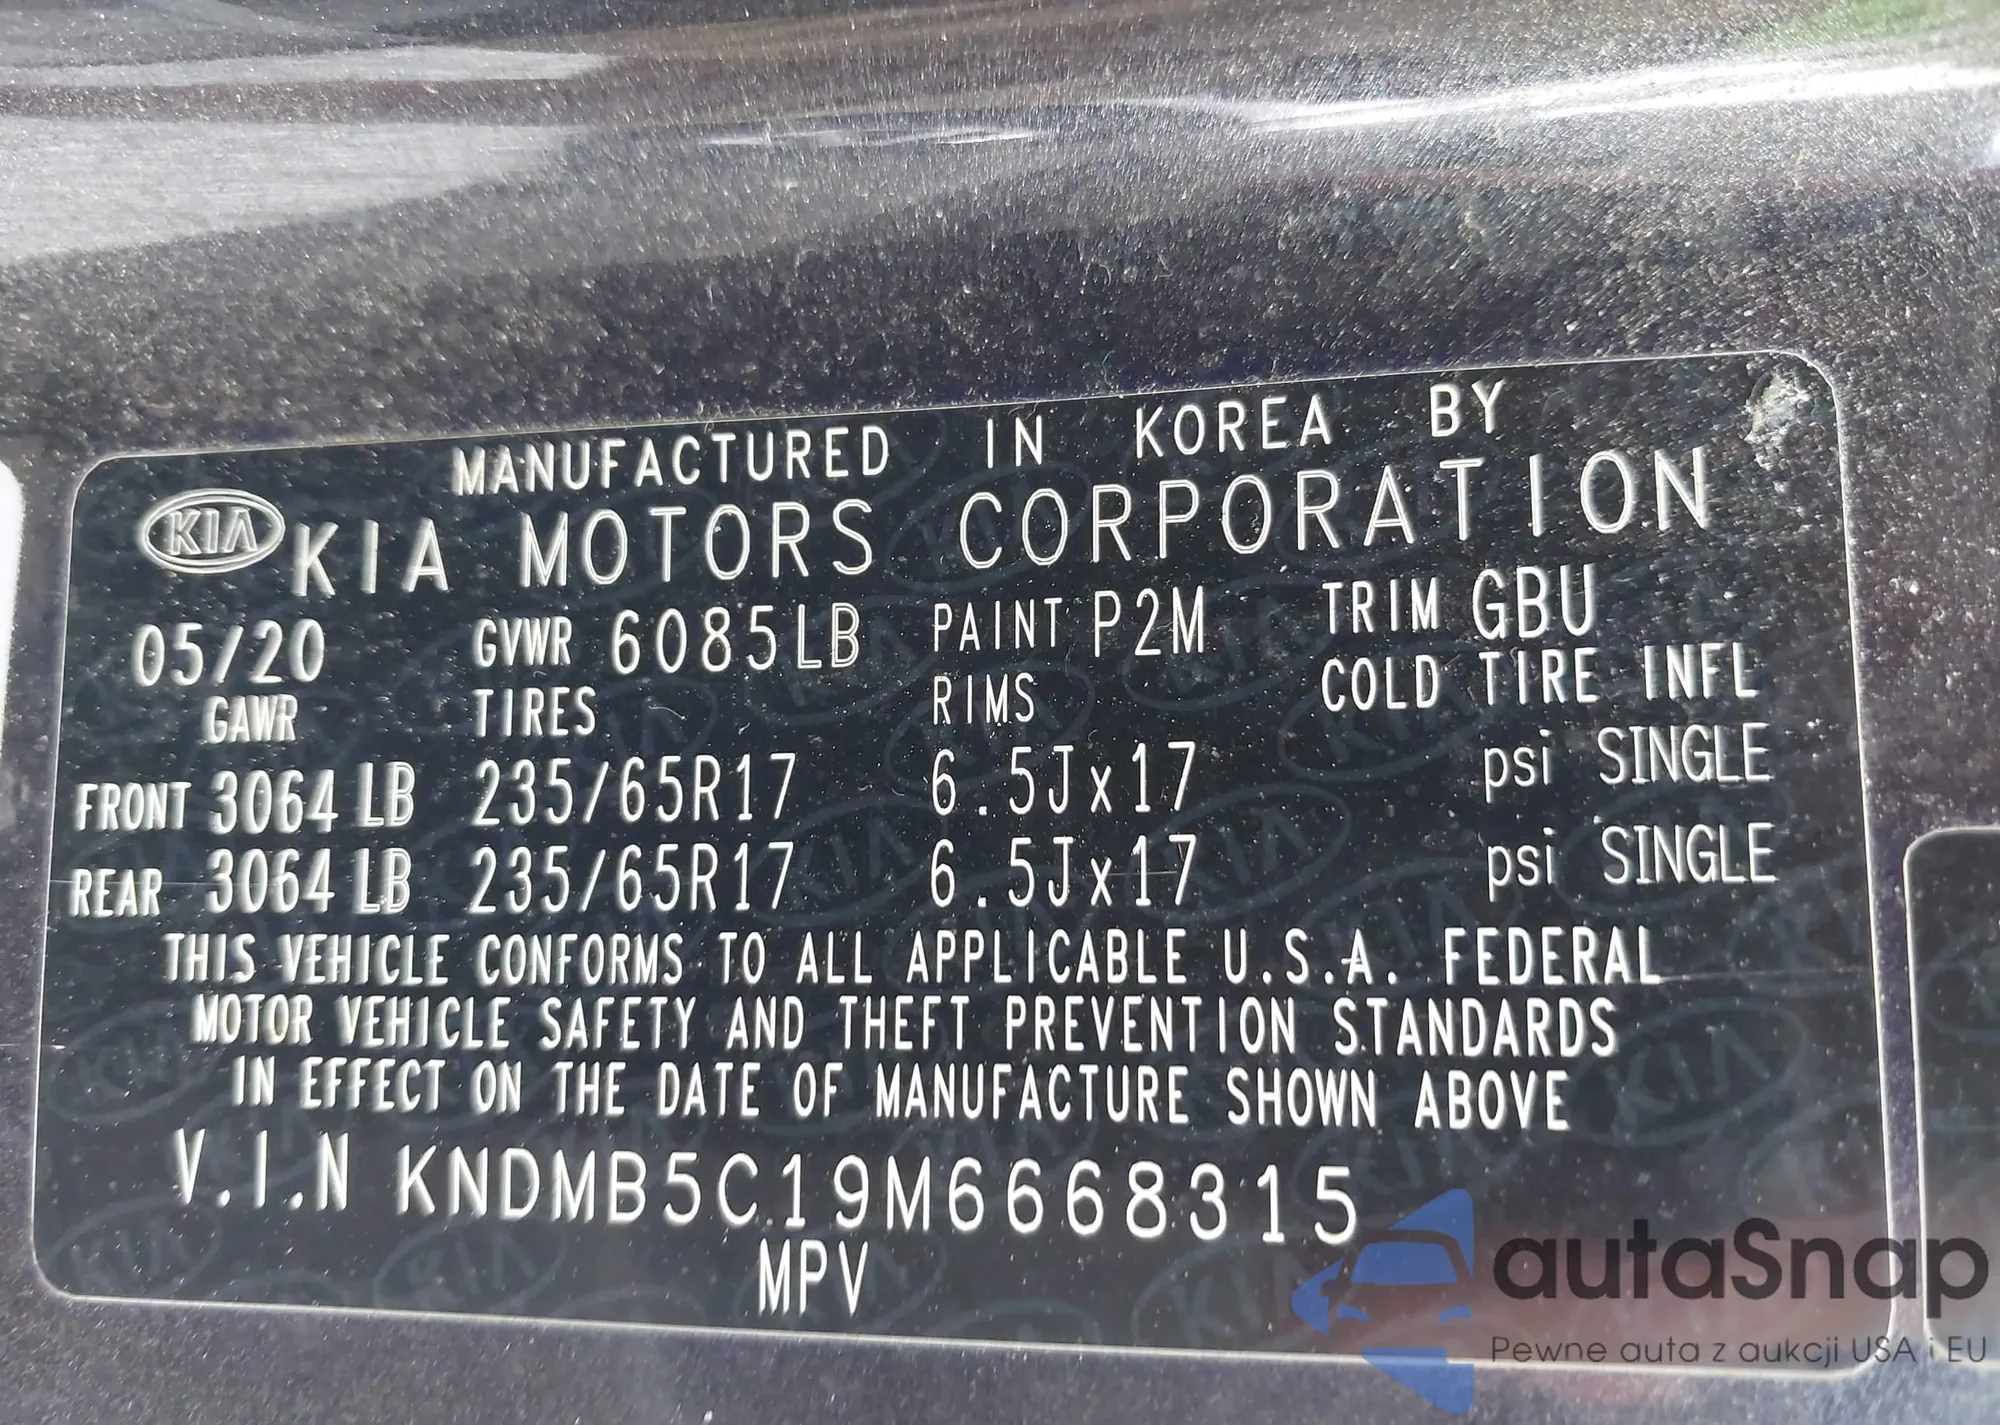 MANUFACTURED IN KOREA BY
KIA KIA MOTORS CORPORATION
05/20 GVWR 6085LB PAINT P2M TRIM GBU
GAWR TIRES RIMS COLD TIRE INFL
FRONT 3064 LB 235/65R17 6.5Jx17 psi SINGLE
REAR 3064 LB 235/65R17 6.5Jx17 psi SINGLE
THIS VEHICLE CONFORMS TO ALL APPLICABLE U.S.A. FEDERAL
MOTOR VEHICLE SAFETY AND THEFT PREVENTION STANDARDS
IN EFFECT ON THE DATE OF MANUFACTURE SHOWN ABOVE
V.I.N KNDMB5C19M6668315
MPV
autaSnap
Pewne auta z aukcji USA i EU